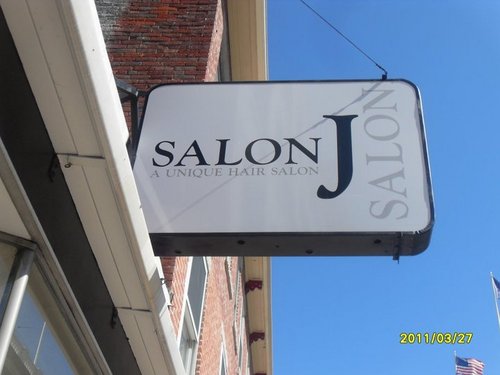 SALON J
A UNIQUE HAIR SALON
SALON
2011/03/27